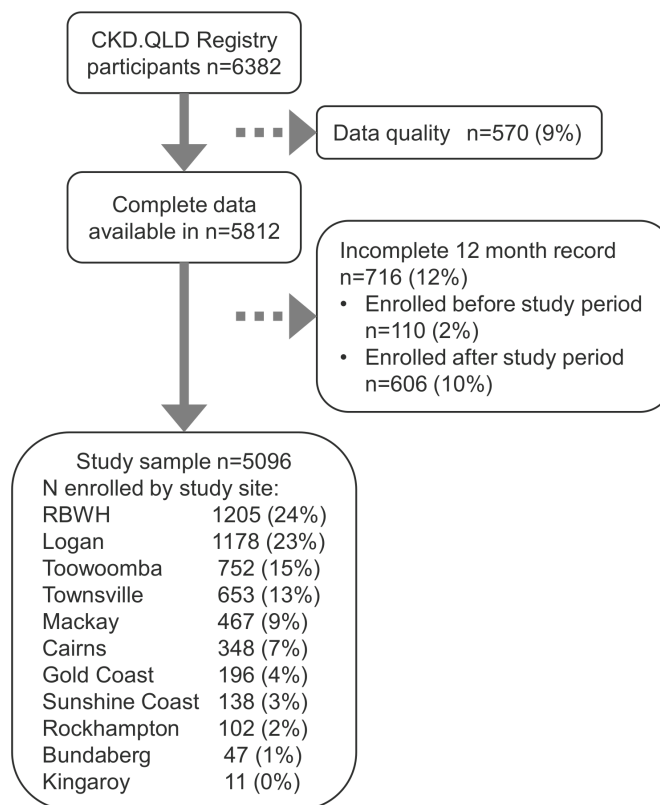 CKD.QLD Registry
participants n=6382
Data quality n=570 (9%)
Complete data
available in n=5812
Incomplete 12 month record
n=716 (12%)
• Enrolled before study period
n=110 (2%)
• Enrolled after study period
n=606 (10%)
Study sample n=5096
N enrolled by study site:
RBWH 1205 (24%)
Logan 1178 (23%)
Toowoomba 752 (15%)
Townsville 653 (13%)
Mackay 467 (9%)
Cairns 348 (7%)
Gold Coast 196 (4%)
Sunshine Coast 138 (3%)
Rockhampton 102 (2%)
Bundaberg 47 (1%)
Kingaroy 11 (0%)